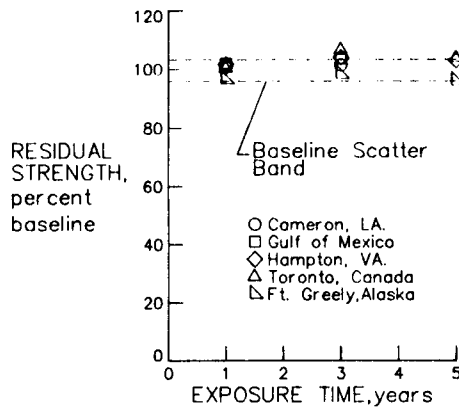 120
100
80
60
40
20
0
RESIDUAL
STRENGTH,
percent
baseline
Baseline Scatter
Band
Cameron, LA.
Gulf of Mexico
Hampton, VA.
Toronto, Canada
Ft. Greely, Alaska
0 1 2 3 4 5
EXPOSURE TIME, years